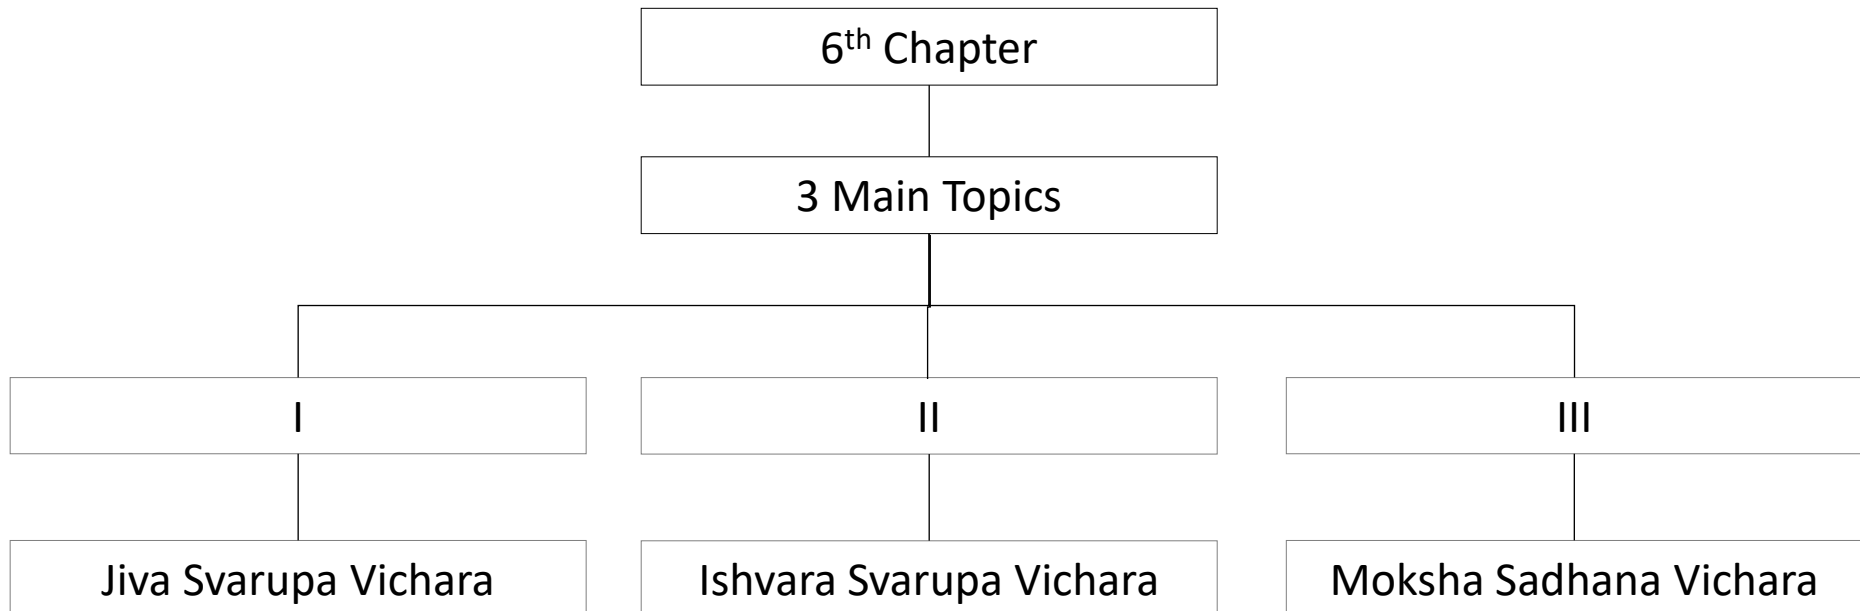 6th Chapter
3 Main Topics
I
II
III
Jiva Svarupa Vichara
Ishvara Svarupa Vichara
Moksha Sadhana Vichara